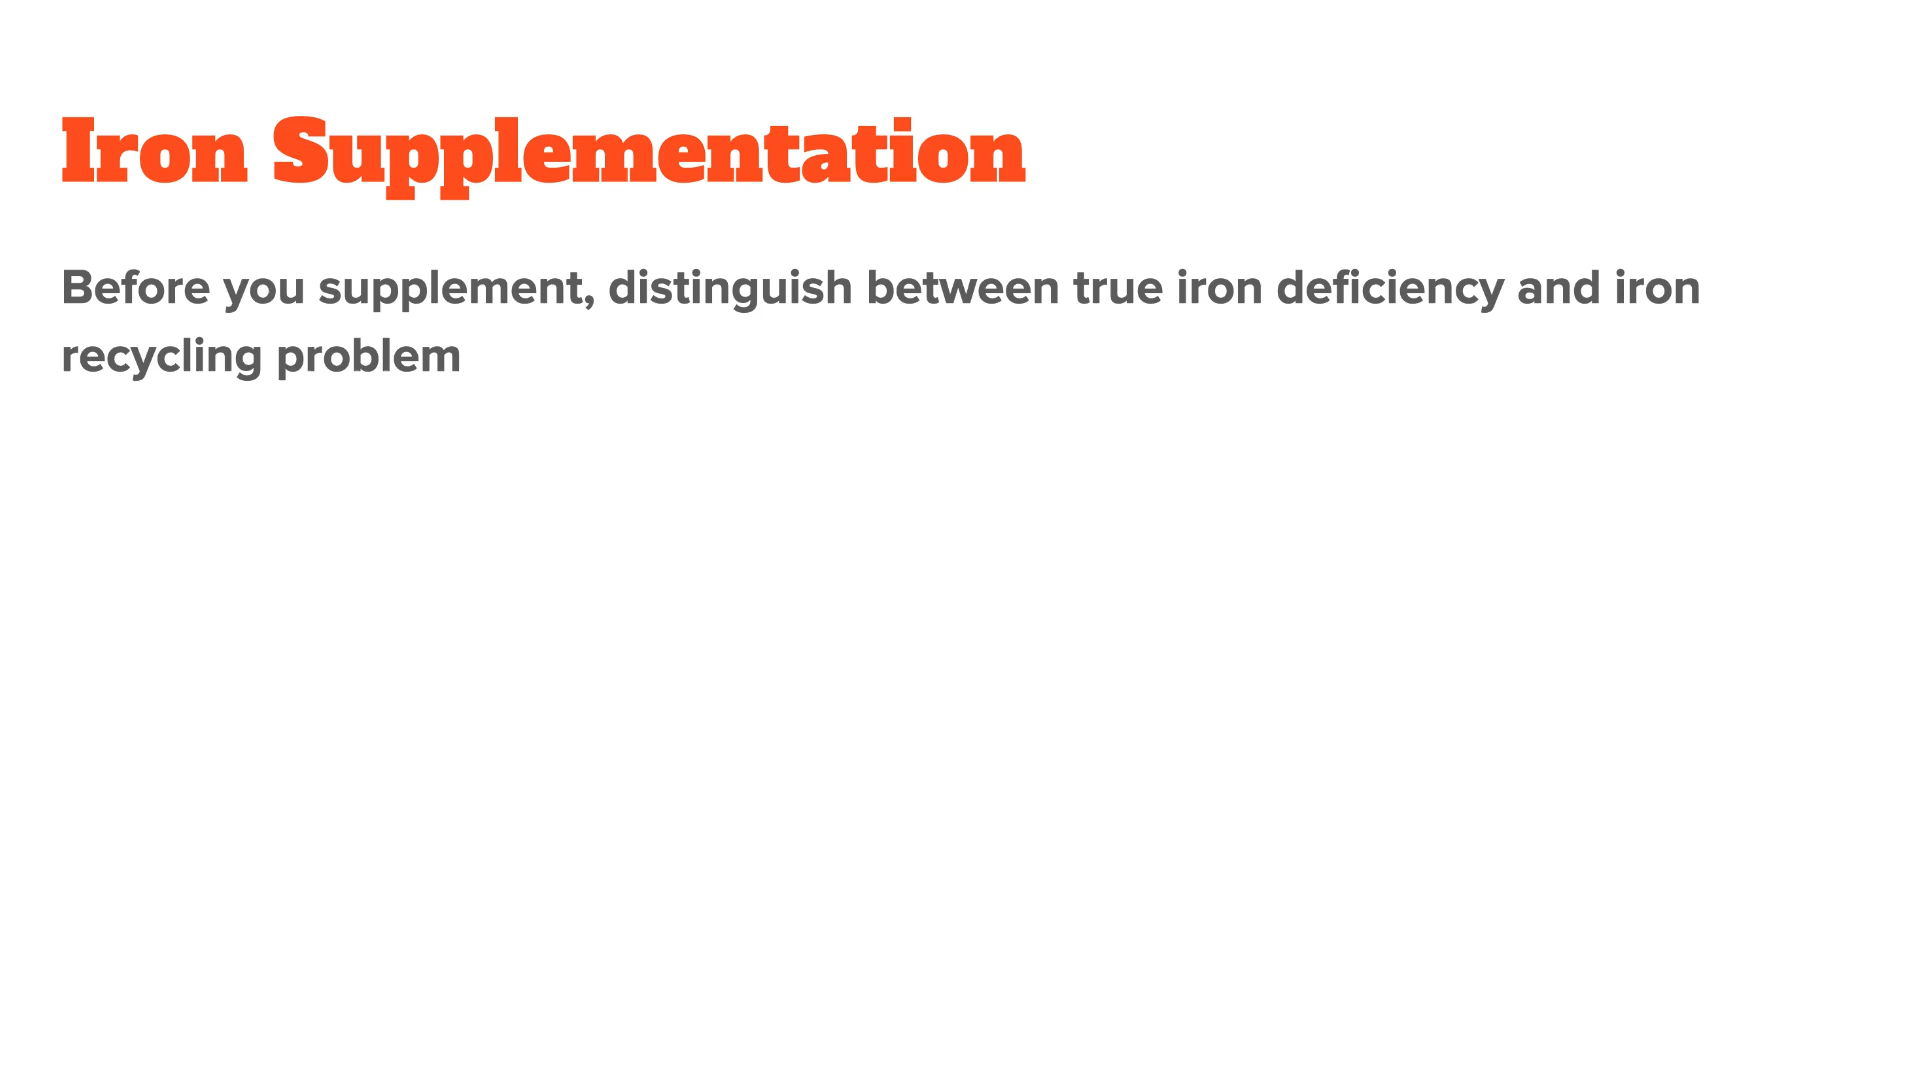 Iron Supplementation
Before you supplement, distinguish between true iron deficiency and iron
recycling problem